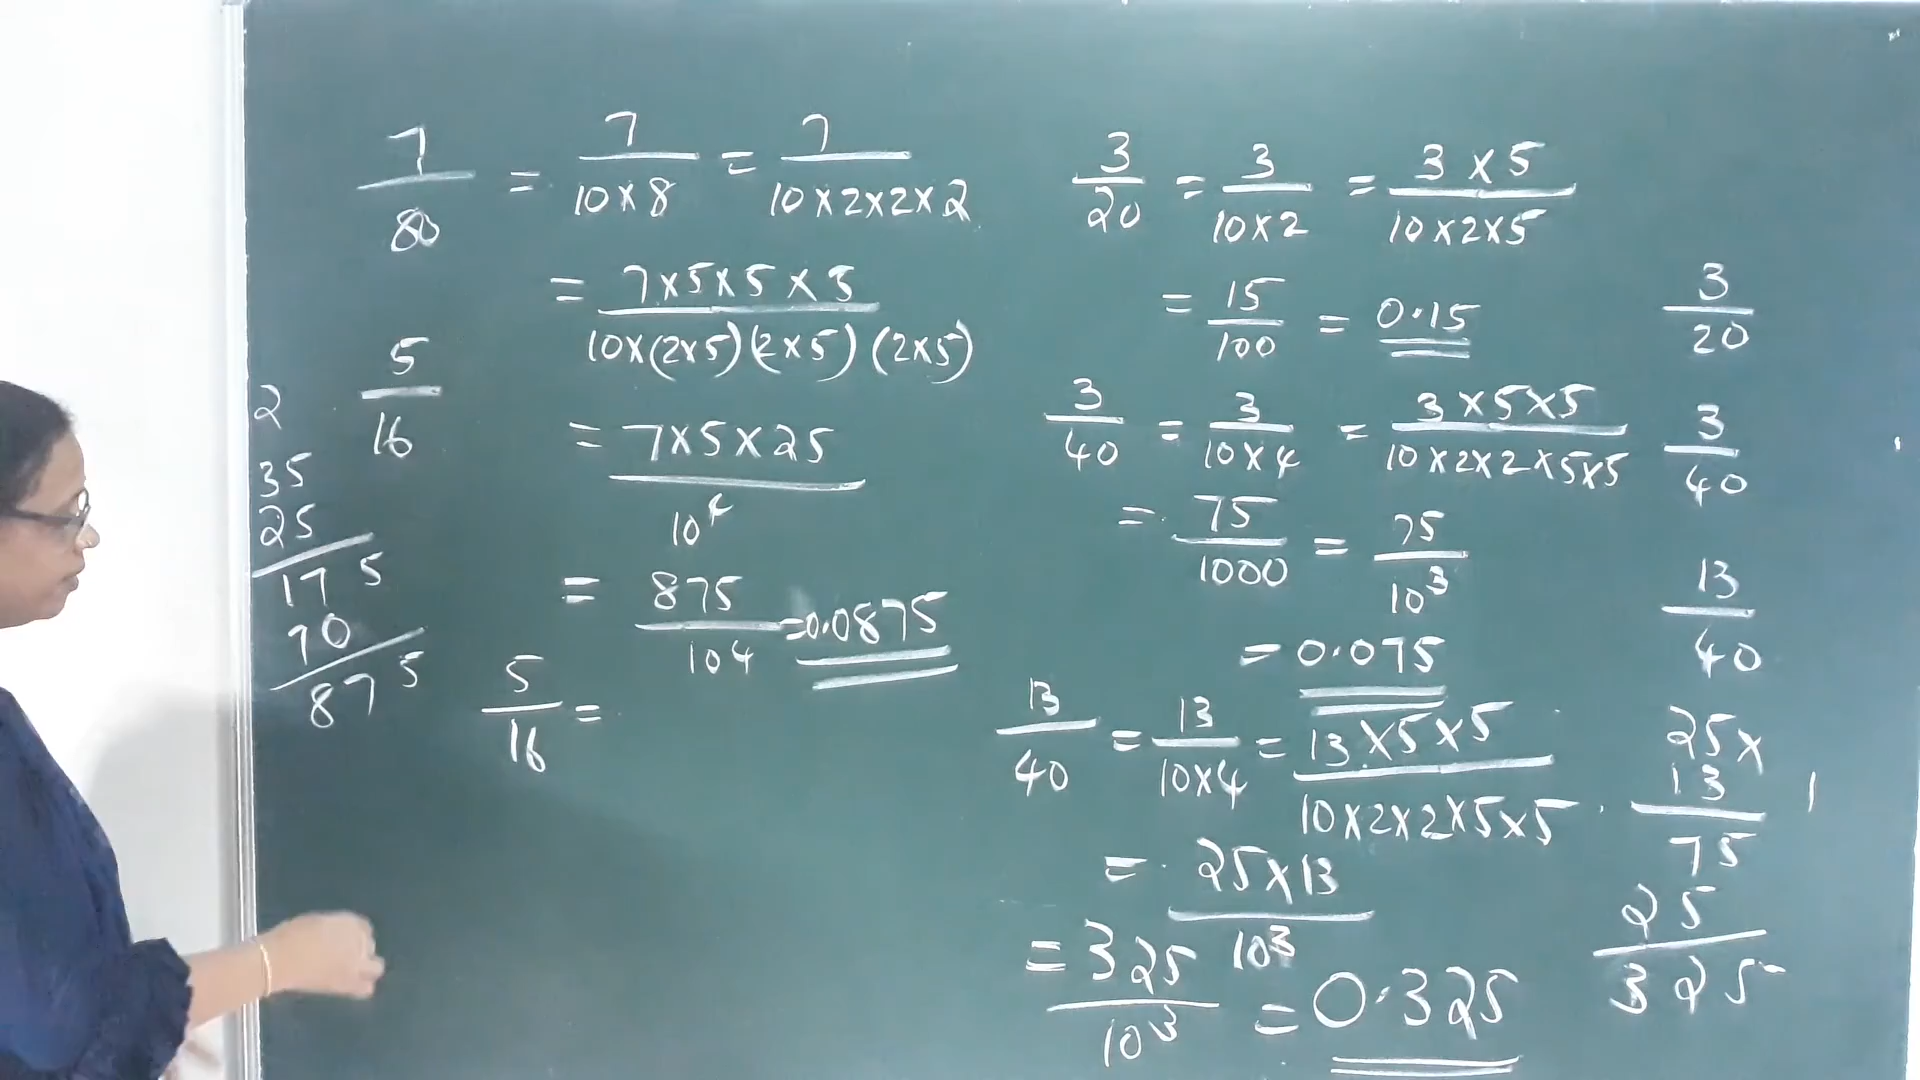 7/80 = 7/(10×8) = 7/(10×2×2×2)
= (7×5×5×5)/(10×(2×5)(2×5)(2×5))
= (7×5×25)/10⁴
= 875/10⁴ = 0.0875
5/16
2
35
25
175
70
875
5/16 =
3/20 = 3/(10×2) = (3×5)/(10×2×5)
= 15/100 = 0.15
3/40 = 3/(10×4) = (3×5×5)/(10×2×2×5×5)
= 75/1000 = 75/10³
= 0.075
13/40 = 13/(10×4) = (13×5×5)/(10×2×2×5×5)
= (25×13)/10³
= 325/10³ = 0.325
3/20
3/40
13/40
25×
13
75
25
325
1